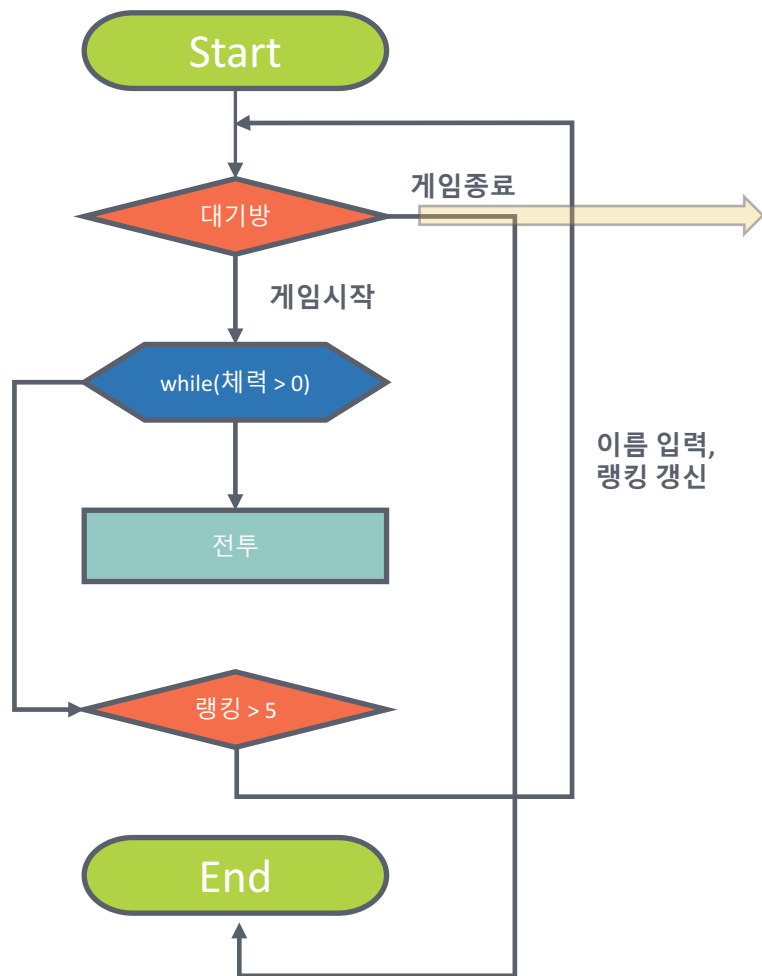 Start
게임종료
대기방
게임시작
while(체력 > 0)
이름 입력,
랭킹 갱신
전투
랭킹 > 5
End